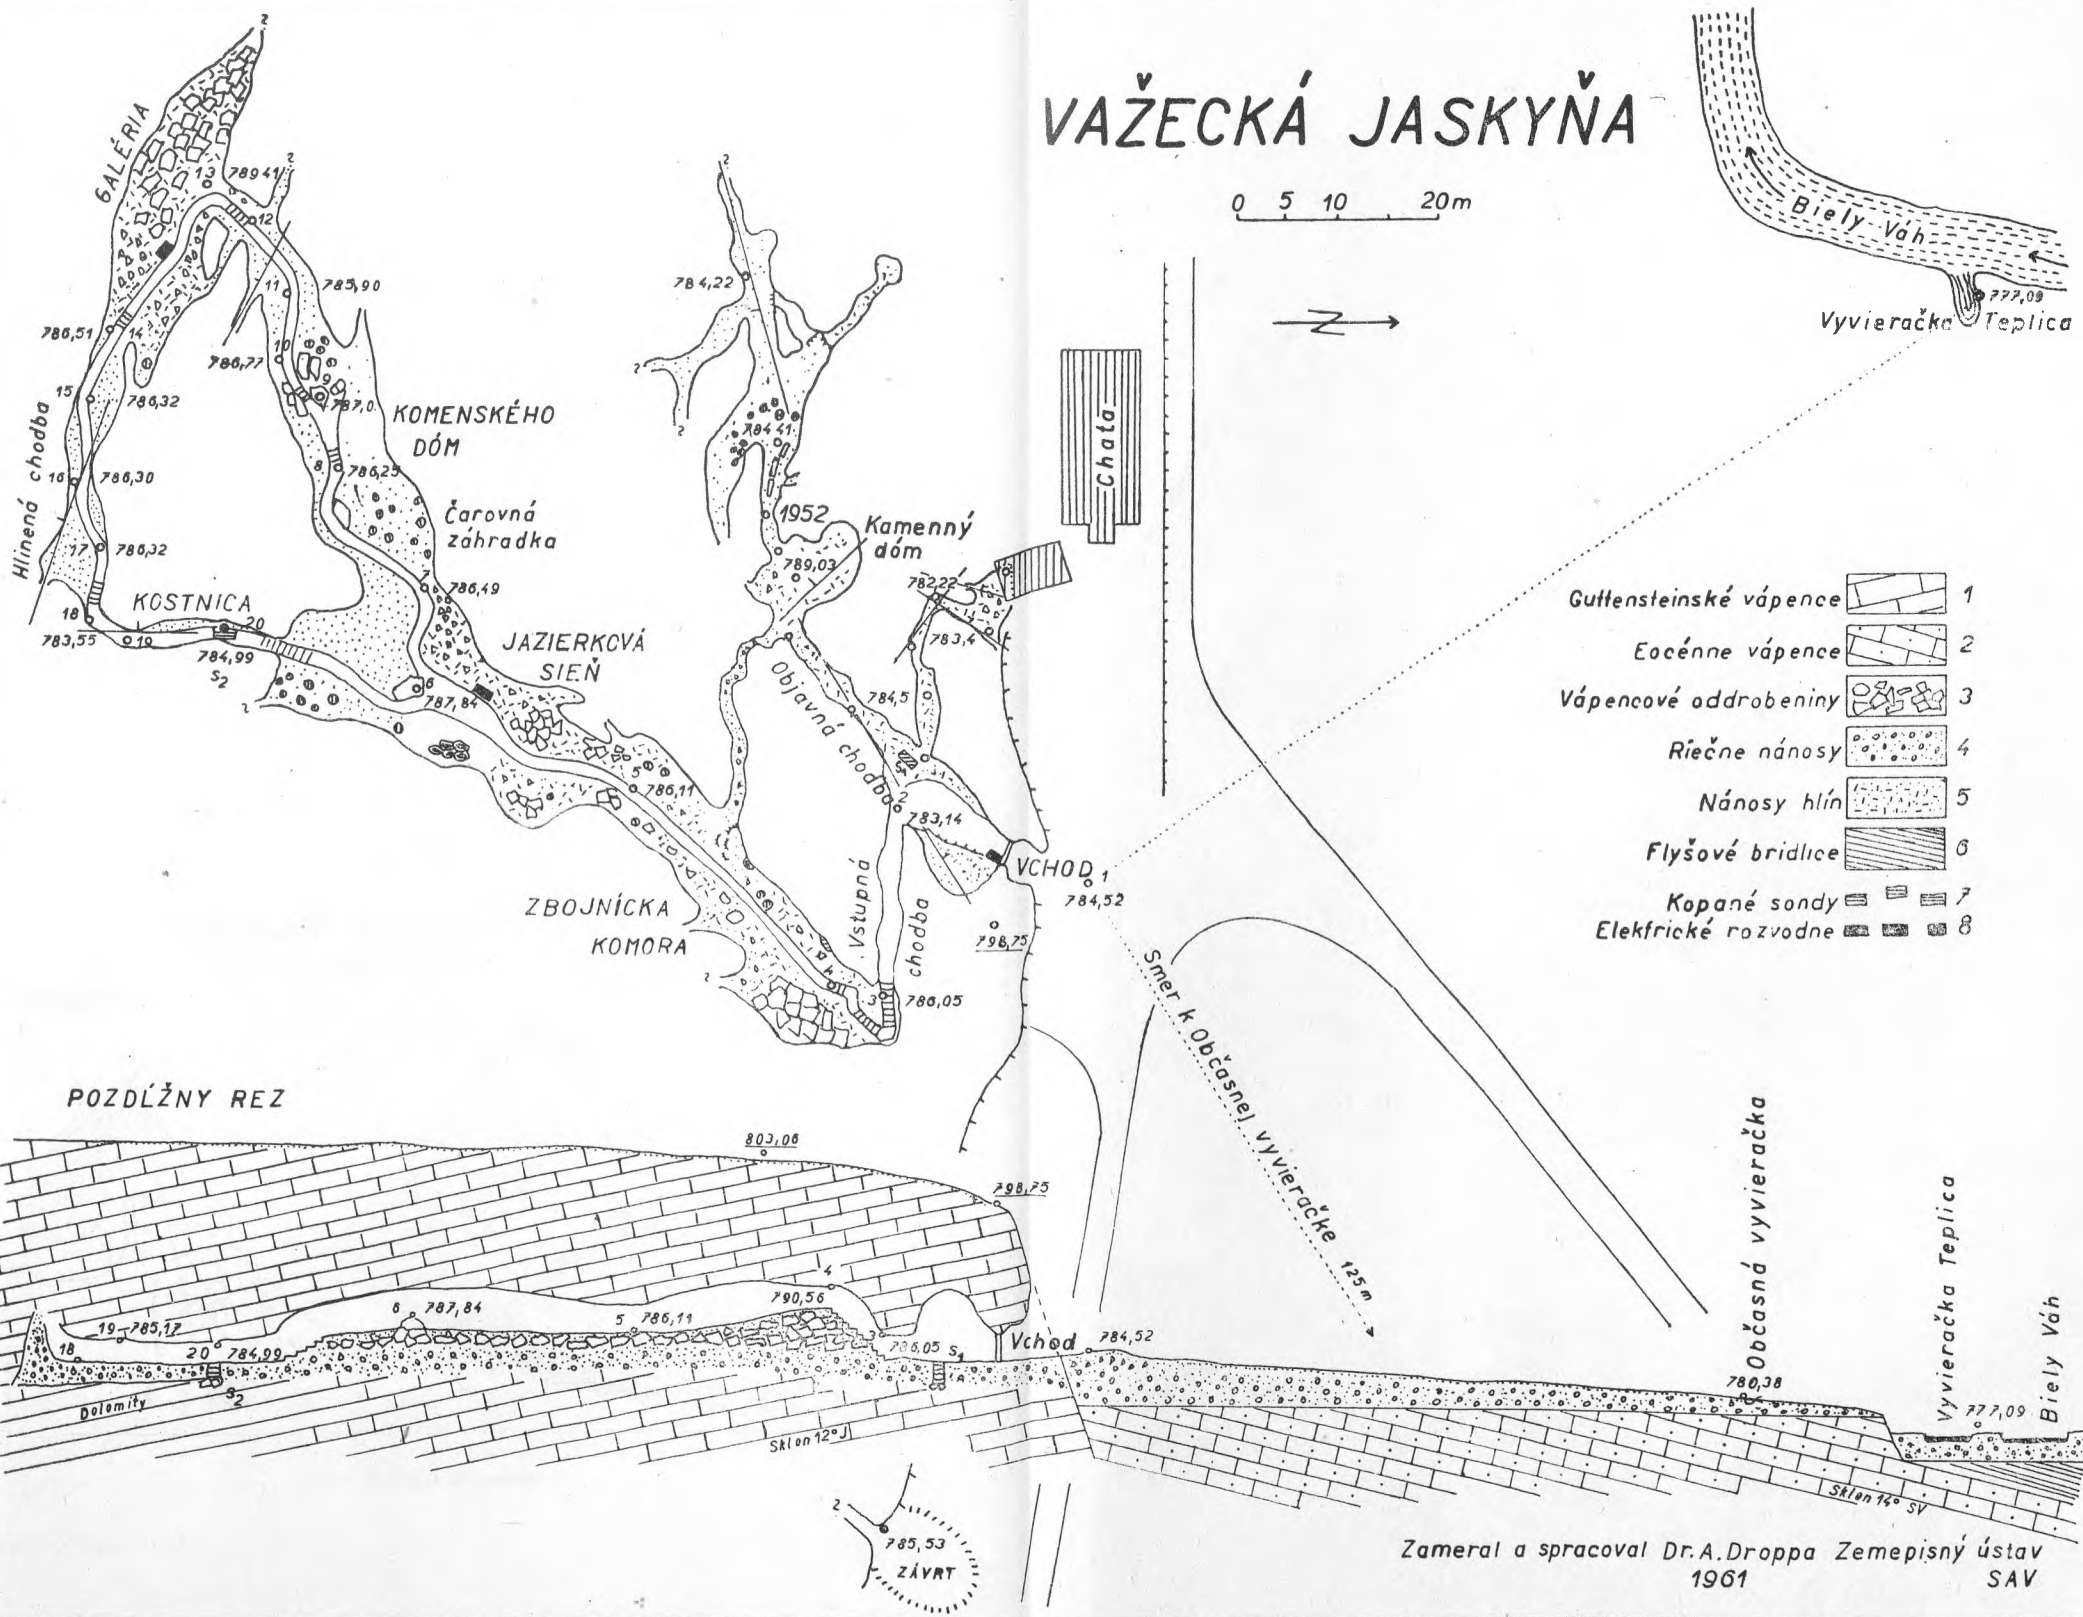 VAŽECKÁ JASKYŇA
0 5 10 20m
N
Biely Váh
777,09
Vyvieračka Teplica
Chata
GALÉRIA
13
789 41
12
785,90
11
786,77
10
9
787,0
KOMENSKÉHO
DÓM
8
786,25
Čarovná
záhradka
7
786,49
JAZIERKOVÁ
SIEŇ
6
787,84
786,51
14
786,32
15
Hlinená chodba
16
786,30
17
786,32
18
783,55
19
KOSTNICA
20
784,99
S2
5
786,11
ZBOJNÍCKA
KOMORA
4
3
786,05
Vstupná
chodba
2
783,14
Objavná chodba
784,22
784 41
1952
Kamenný
dóm
789,03
782,22
783,4
784,5
S1
VCHOD
1
784,52
798,75
Smer k Občasnej vyvieračke 125m
Guttensteinské vápence 1
Eocénne vápence 2
Vápencové oddrobeniny 3
Riečne nánosy 4
Nánosy hlín 5
Flyšové bridlice 6
Kopané sondy 7
Elektrické rozvodne 8
POZDĹŽNY REZ
803,06
798,75
4
790,56
6
787,84
5
786,11
3
786,05
S1
19
785,17
18
20
784,99
S2
Dolomity
Sklon 12° J
Vchod
784,52
Občasná vyvieračka
780,38
Vyvieračka Teplica
777,09
Biely Váh
Sklon 14° SV
785,53
ZÁVRT
Zameral a spracoval Dr. A. Droppa Zemepisný ústav
1961 SAV